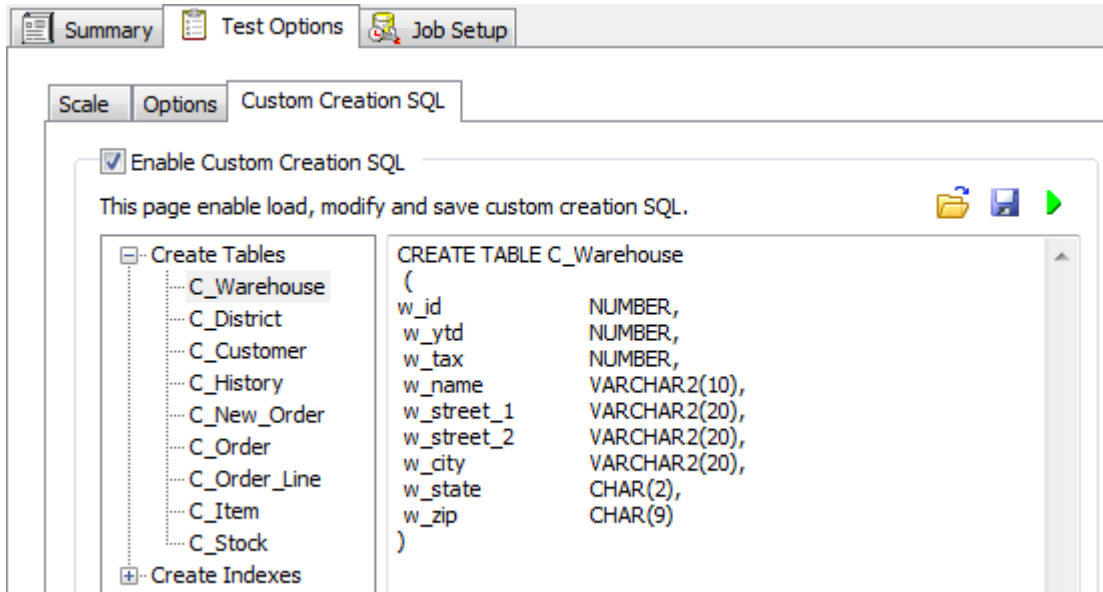 Summary Test Options Job Setup
Scale Options Custom Creation SQL
Enable Custom Creation SQL
This page enable load, modify and save custom creation SQL.
Create Tables
C_Warehouse
C_District
C_Customer
C_History
C_New_Order
C_Order
C_Order_Line
C_Item
C_Stock
Create Indexes
CREATE TABLE C_Warehouse
(
w_id NUMBER,
w_ytd NUMBER,
w_tax NUMBER,
w_name VARCHAR2(10),
w_street_1 VARCHAR2(20),
w_street_2 VARCHAR2(20),
w_city VARCHAR2(20),
w_state CHAR(2),
w_zip CHAR(9)
)